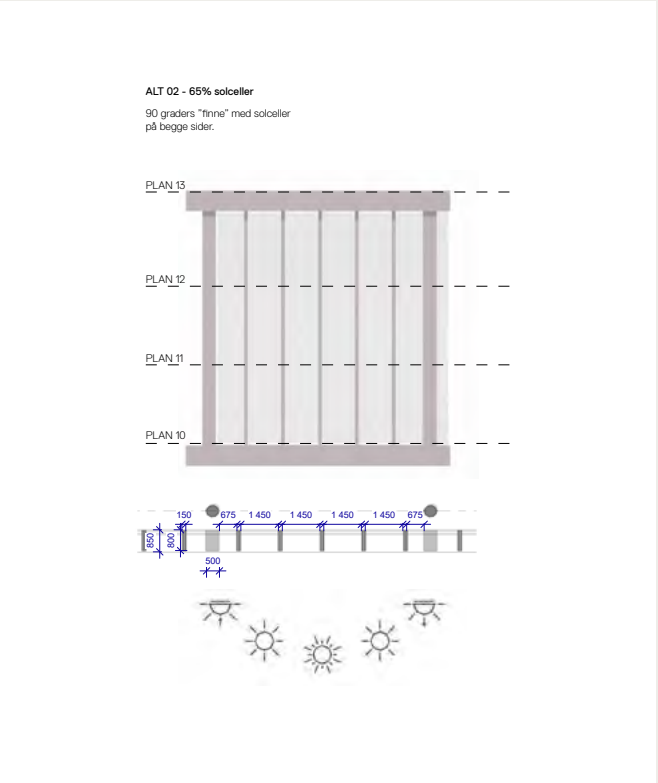 ALT 02 - 65% solceller
90 graders "finne" med solceller
på begge sider.
PLAN 13
PLAN 12
PLAN 11
PLAN 10
150 675 1 450 1 450 1 450 1 450 675
850 800
500